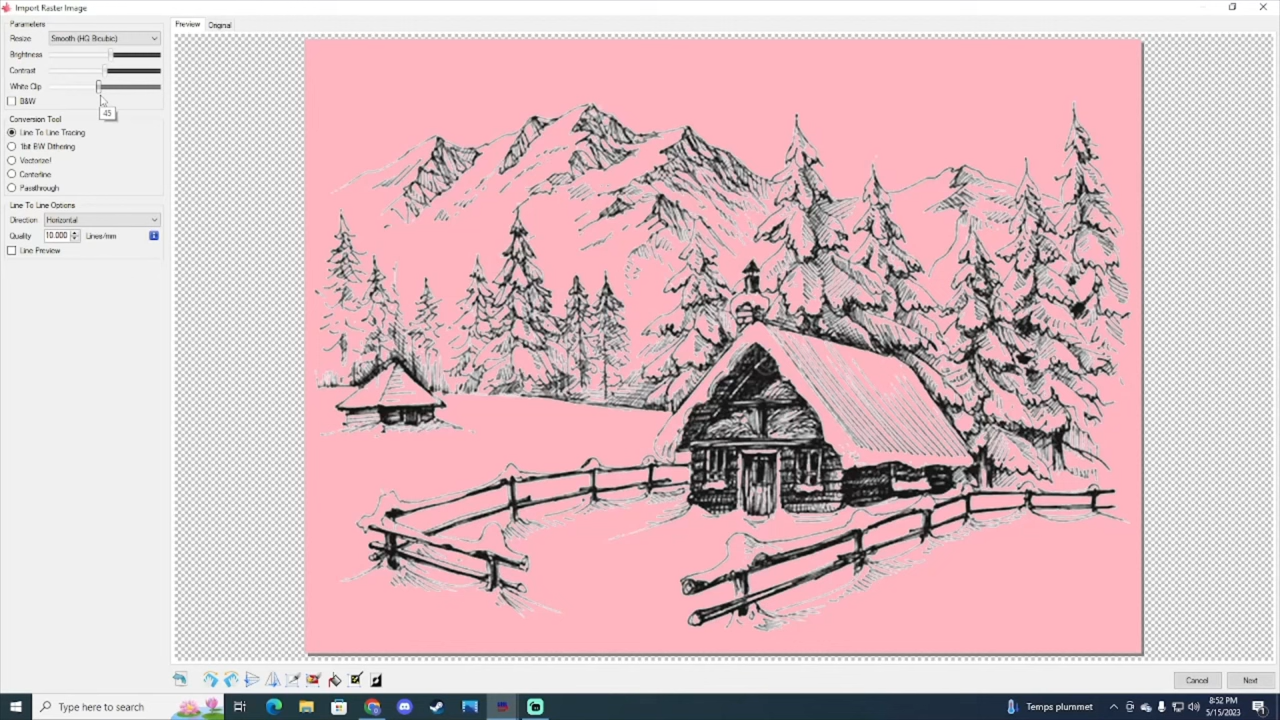 Import Raster Image
Parameters
Resize Smooth (HQ Bicubic)
Brightness
Contrast
White Clip
B&W
45
Conversion Tool
Line To Line Tracing
1bit BW Dithering
Vectorize!
Centerline
Passthrough
Line To Line Options
Direction Horizontal
Quality 10.000 Lines/mm
Line Preview
Preview Original
Cancel Next
Type here to search
Temps plummet
8:52 PM
5/15/2023